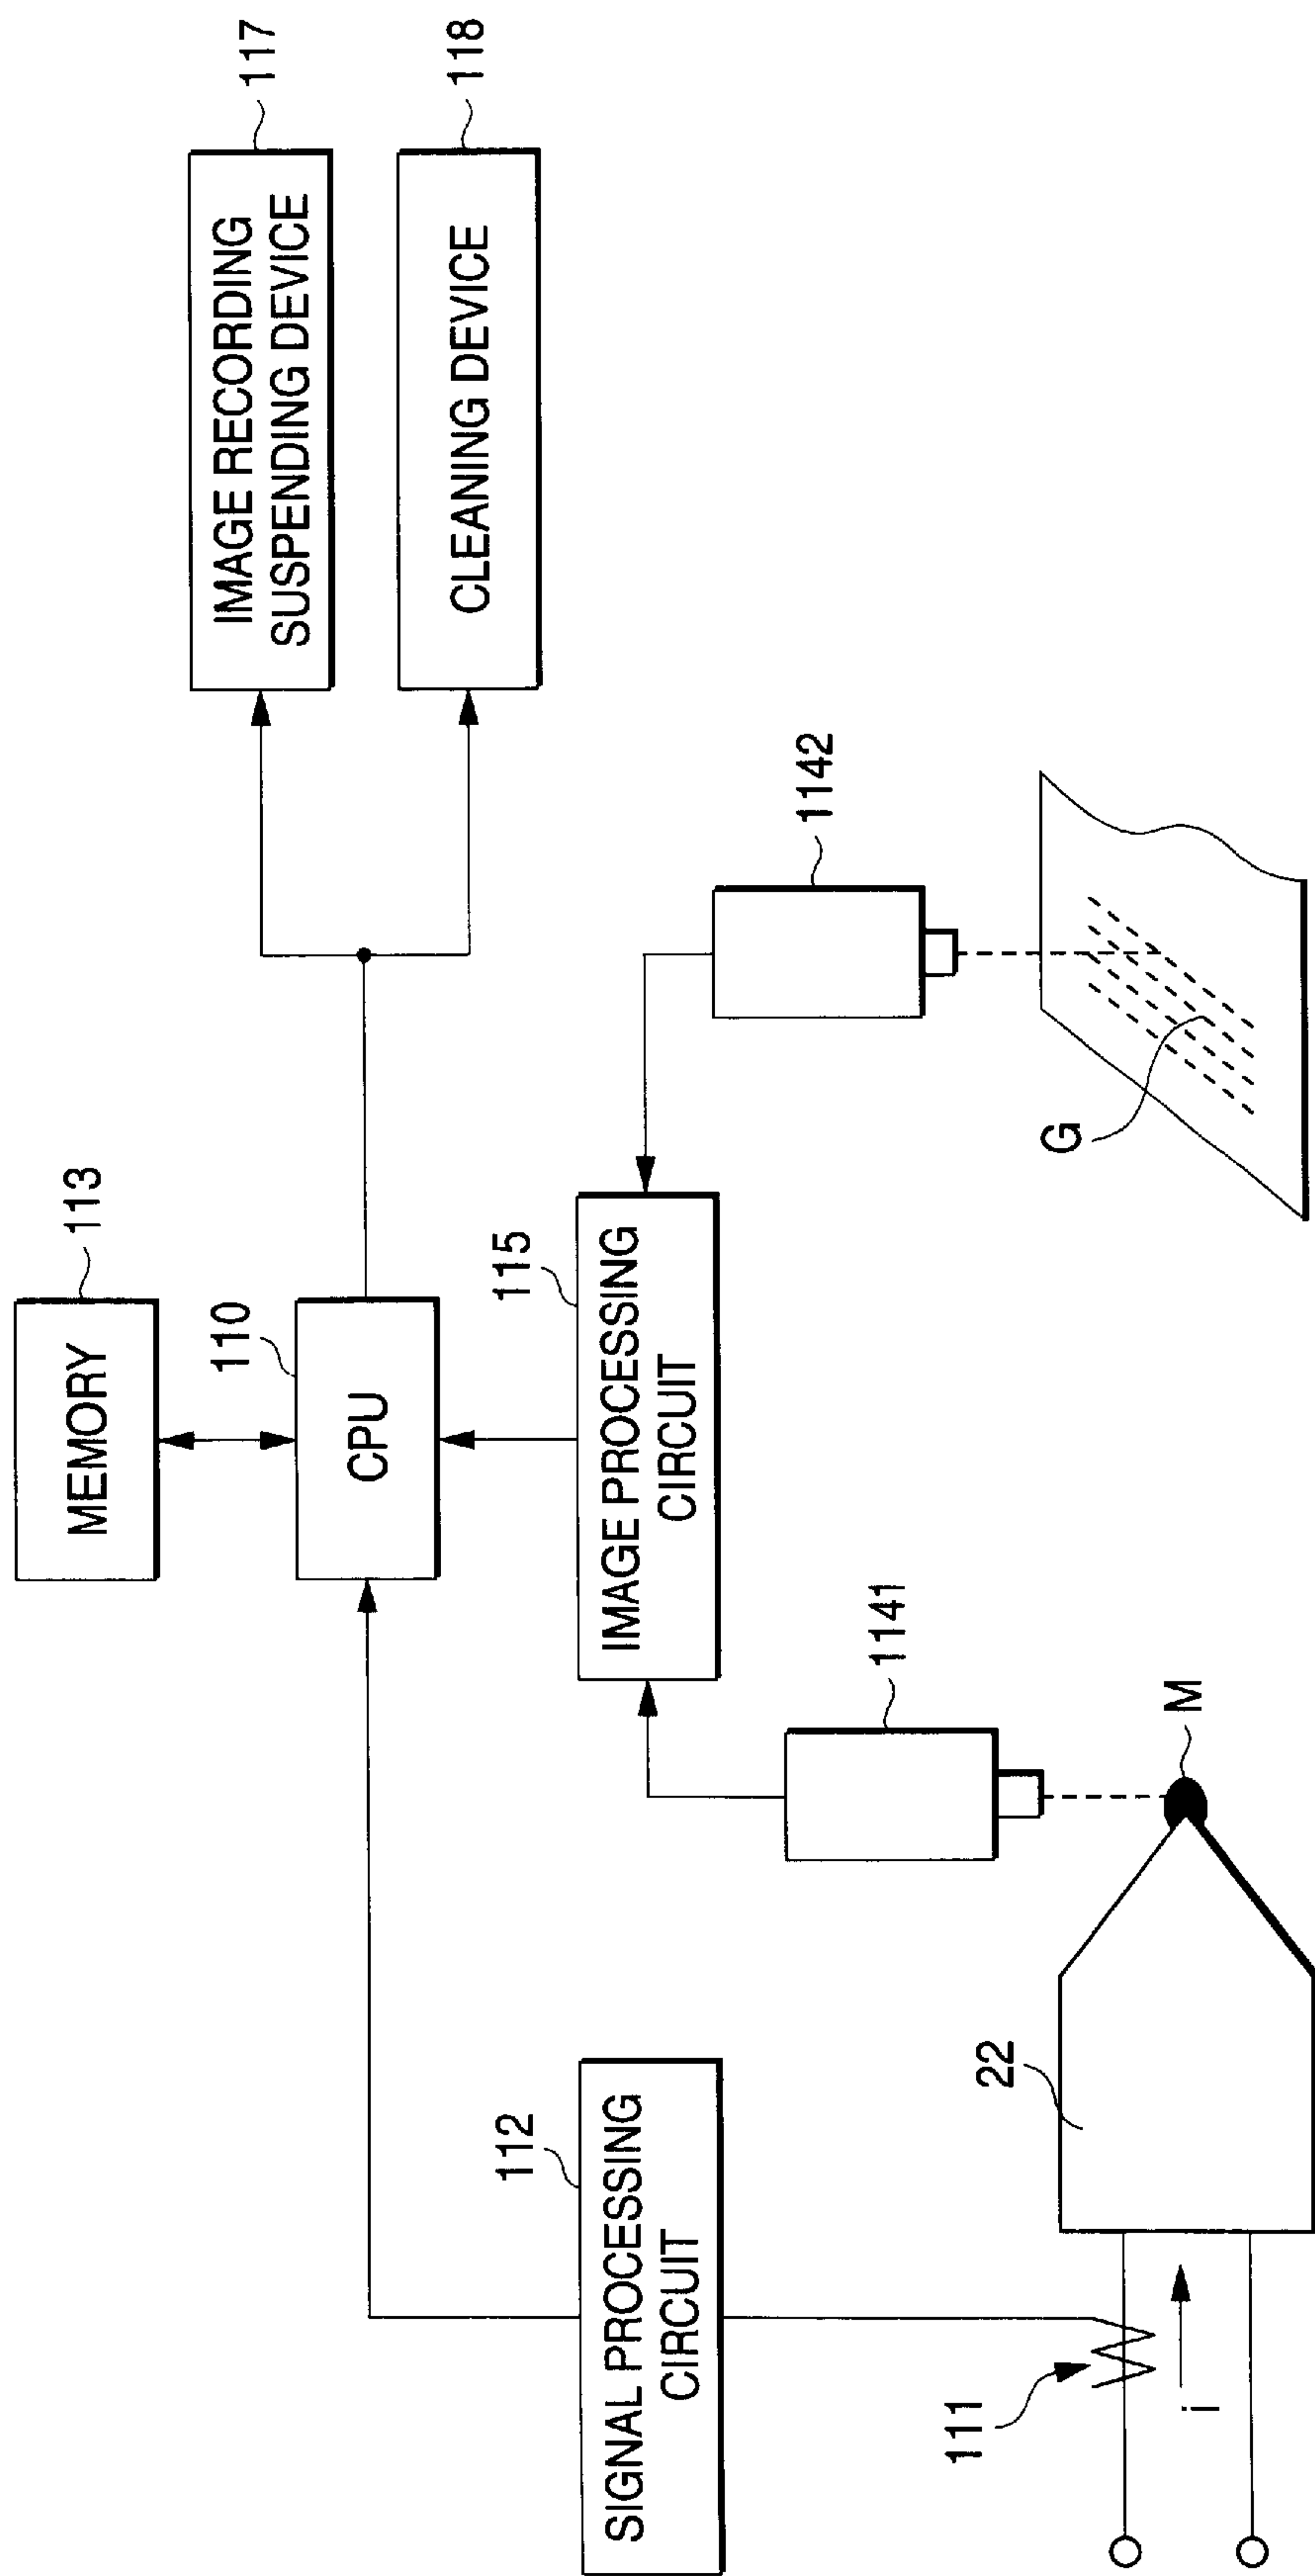 117
IMAGE RECORDING
SUSPENDING DEVICE
118
CLEANING DEVICE
113
MEMORY
110
CPU
115
IMAGE PROCESSING
CIRCUIT
112
SIGNAL PROCESSING
CIRCUIT
1141
1142
M
G
22
111
i